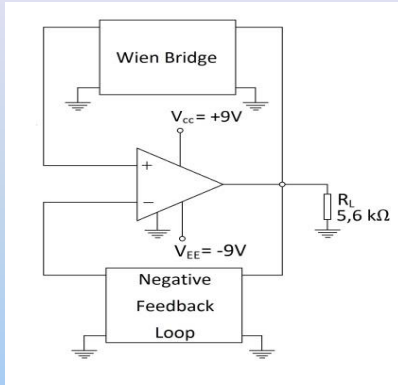 Wien Bridge
Vcc= +9V
+
−
RL
5,6 kΩ
VEE= -9V
Negative
Feedback
Loop